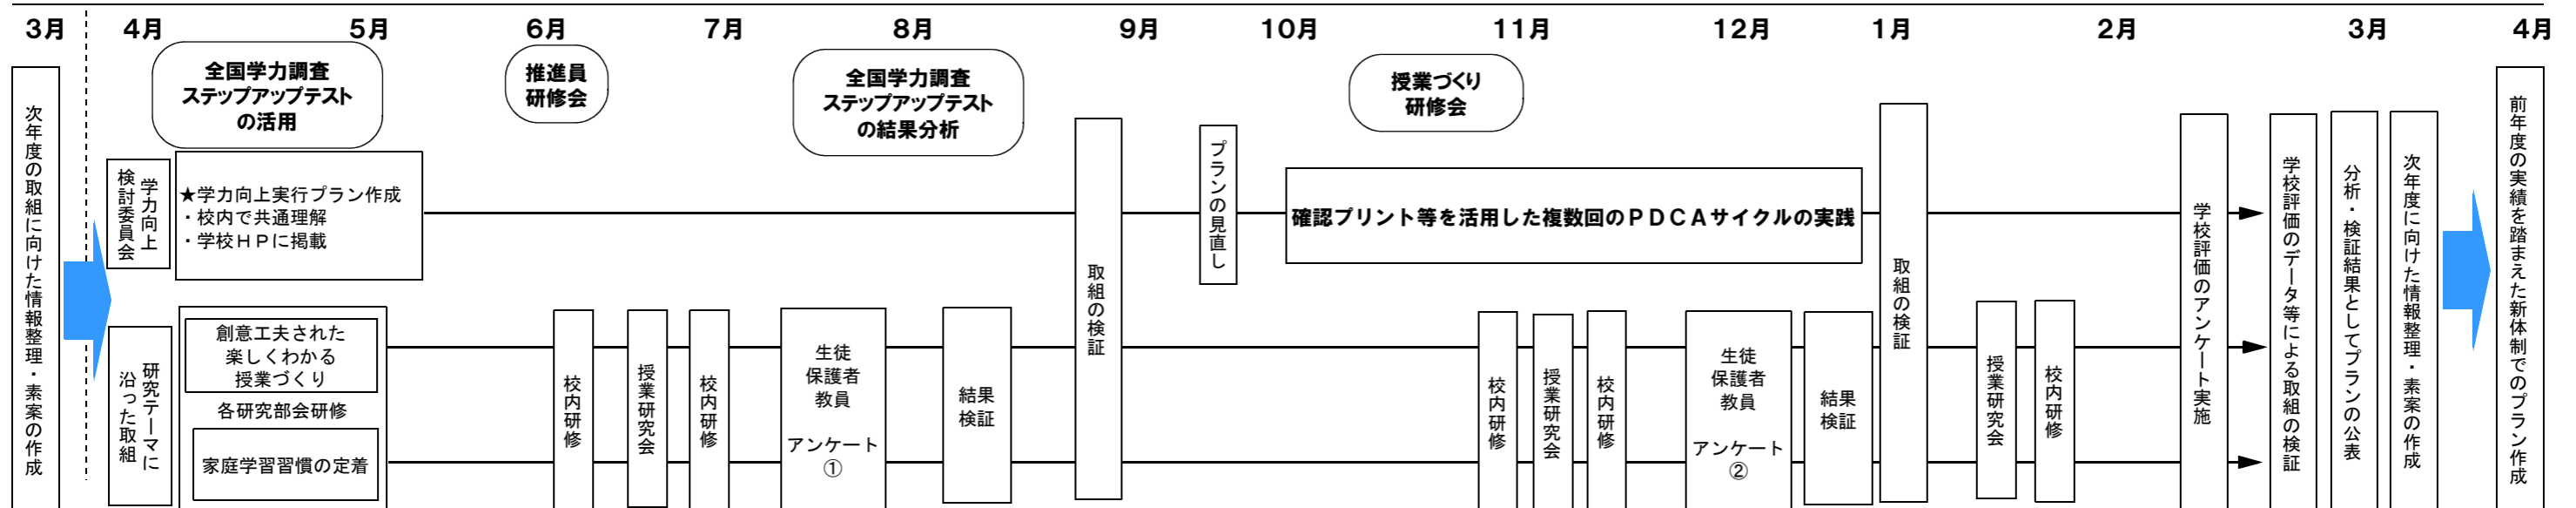 3月
4月
5月
6月
7月
8月
9月
10月
11月
12月
1月
2月
3月
4月
全国学力調査
ステップアップテスト
の活用
推進員
研修会
全国学力調査
ステップアップテスト
の結果分析
授業づくり
研修会
次年度の取組に向けた情報整理・素案の作成
学力向上
検討委員会
★学力向上実行プラン作成
・校内で共通理解
・学校ＨＰに掲載
研究テーマに
沿った取組
創意工夫された
楽しくわかる
授業づくり
各研究部会研修
家庭学習習慣の定着
校内研修
授業研究会
校内研修
生徒
保護者
教員
アンケート
①
結果
検証
取組の検証
プランの見直し
確認プリント等を活用した複数回のＰＤＣＡサイクルの実践
校内研修
授業研究会
校内研修
生徒
保護者
教員
アンケート
②
結果
検証
取組の検証
授業研究会
校内研修
学校評価のアンケート実施
学校評価のデータ等による取組の検証
分析・検証結果としてプランの公表
次年度に向けた情報整理・素案の作成
前年度の実績を踏まえた新体制でのプラン作成